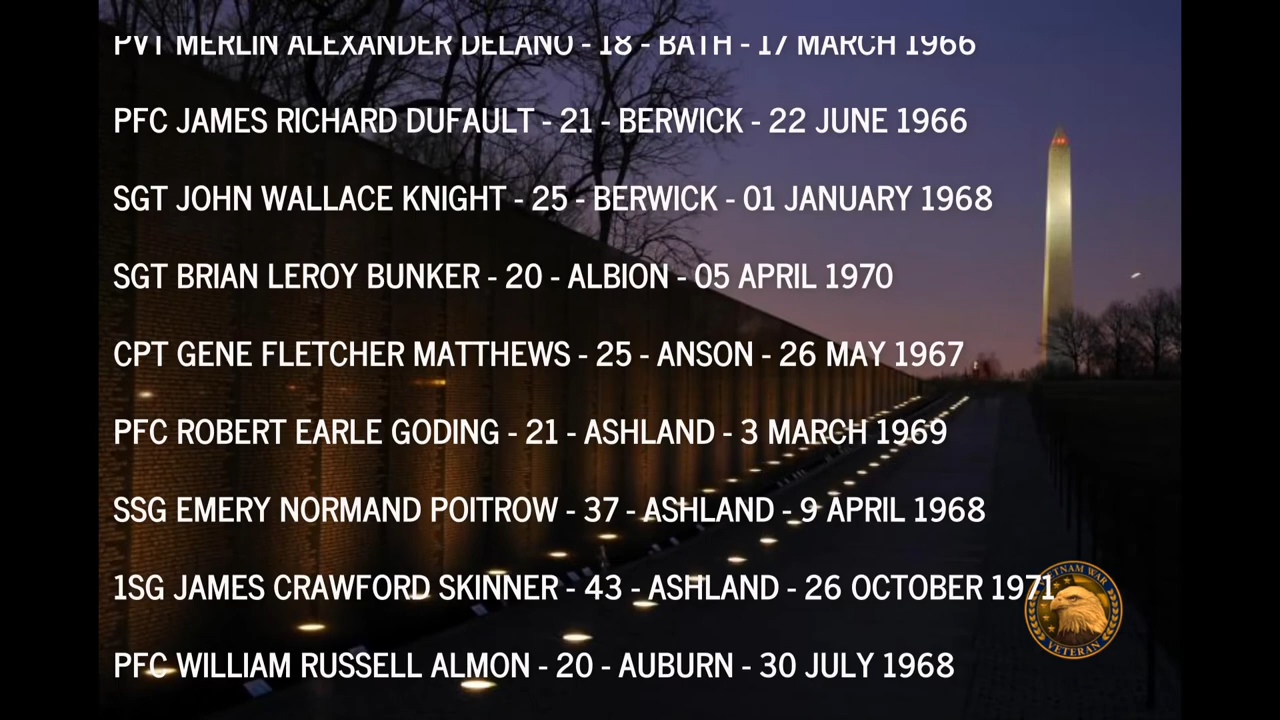 PVT MERLIN ALEXANDER DELANO - 18 - BATH - 17 MARCH 1966
PFC JAMES RICHARD DUFAULT - 21 - BERWICK - 22 JUNE 1966
SGT JOHN WALLACE KNIGHT - 25 - BERWICK - 01 JANUARY 1968
SGT BRIAN LEROY BUNKER - 20 - ALBION - 05 APRIL 1970
CPT GENE FLETCHER MATTHEWS - 25 - ANSON - 26 MAY 1967
PFC ROBERT EARLE GODING - 21 - ASHLAND - 3 MARCH 1969
SSG EMERY NORMAND POITROW - 37 - ASHLAND - 9 APRIL 1968
1SG JAMES CRAWFORD SKINNER - 43 - ASHLAND - 26 OCTOBER 1971
PFC WILLIAM RUSSELL ALMON - 20 - AUBURN - 30 JULY 1968
WAR
VETERAN